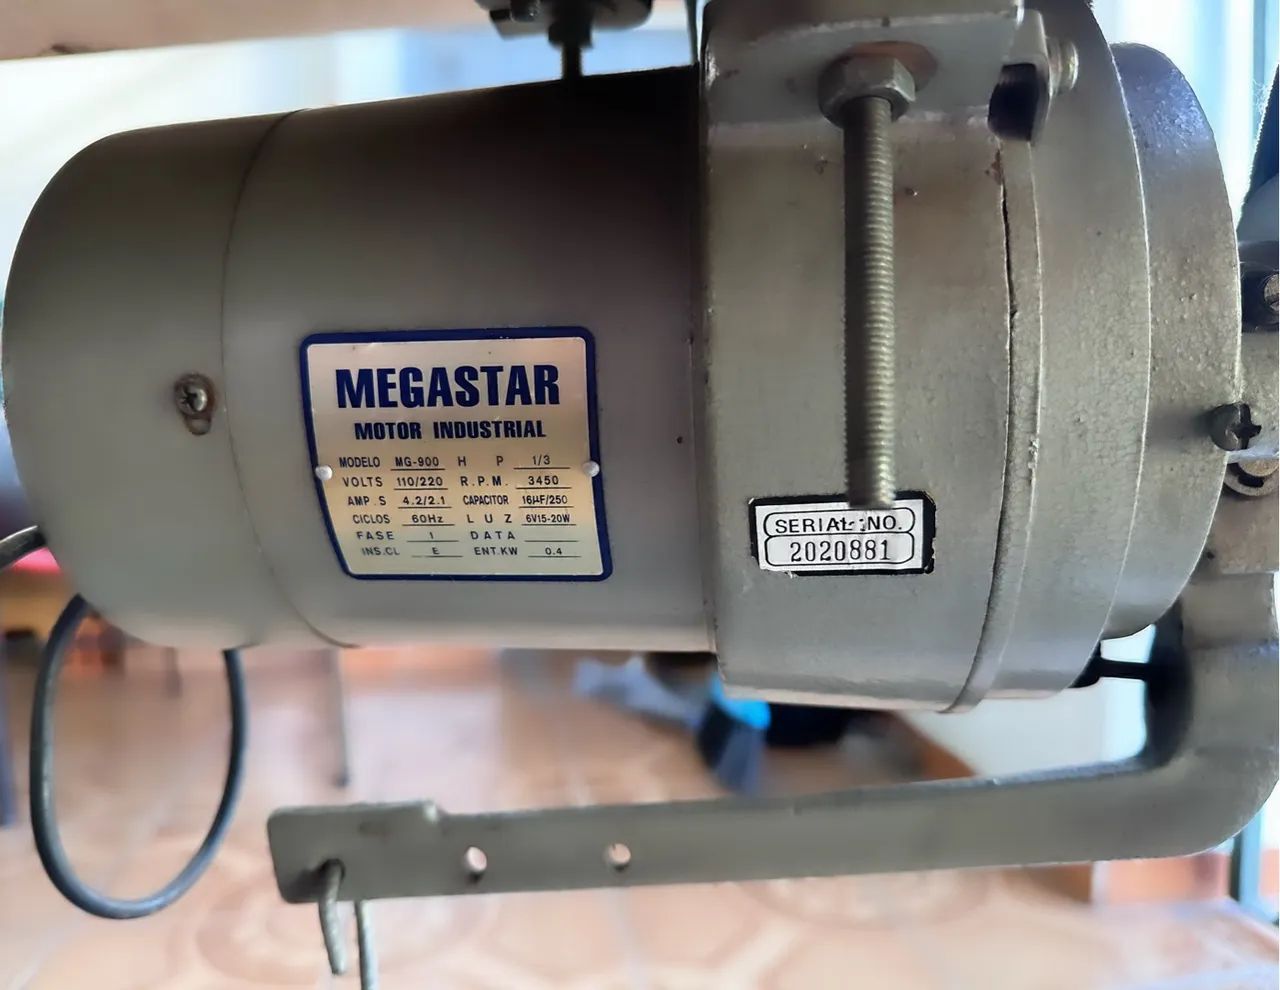 MEGASTAR
MOTOR INDUSTRIAL
MODELO MG-900 H P 1/3
VOLTS 110/220 R.P.M. 3450
AMP.S 4.2/2.1 CAPACITOR 16µF/250
CICLOS 60Hz L U Z 6V15-20W
FASE 1 DATA
INS.CL E ENT.KW 0.4
SERIAL NO.
2020881